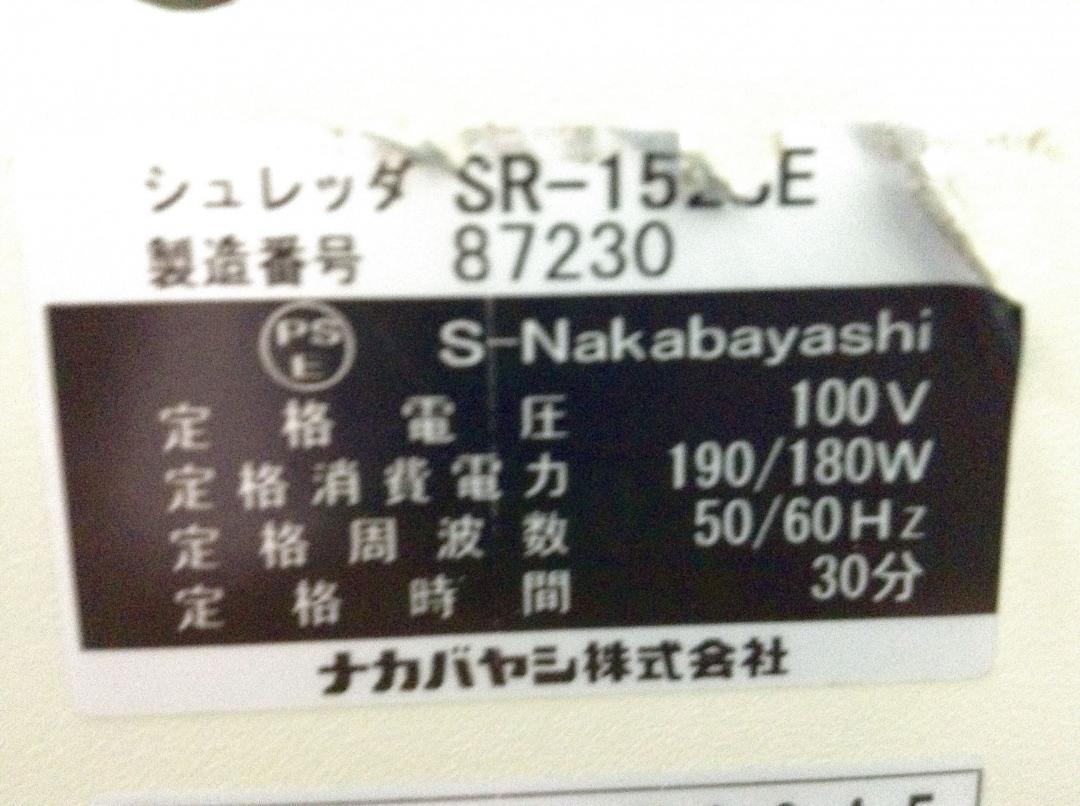 シュレッダ
製造番号 87230
PS
E
S-Nakabayashi
定格電圧 100V
定格消費電力 190/180W
定格周波数 50/60Hz
定格時間 30分
ナカバヤシ株式会社